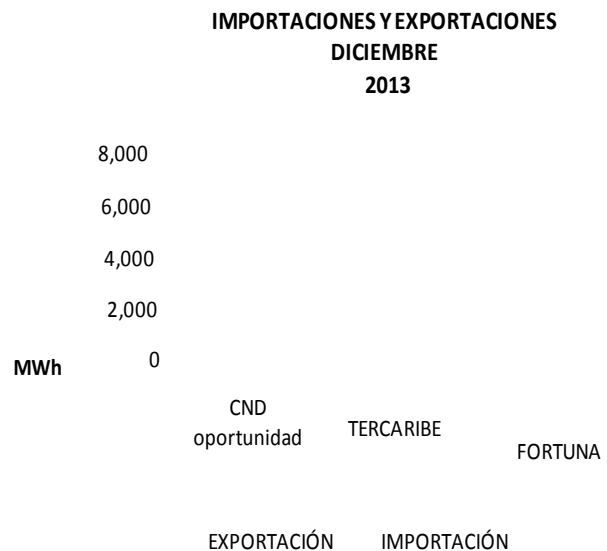 IMPORTACIONES Y EXPORTACIONES
DICIEMBRE
2013
8,000
6,000
4,000
2,000
0
MWh
CND
oportunidad
TERCARIBE
FORTUNA
EXPORTACIÓN IMPORTACIÓN